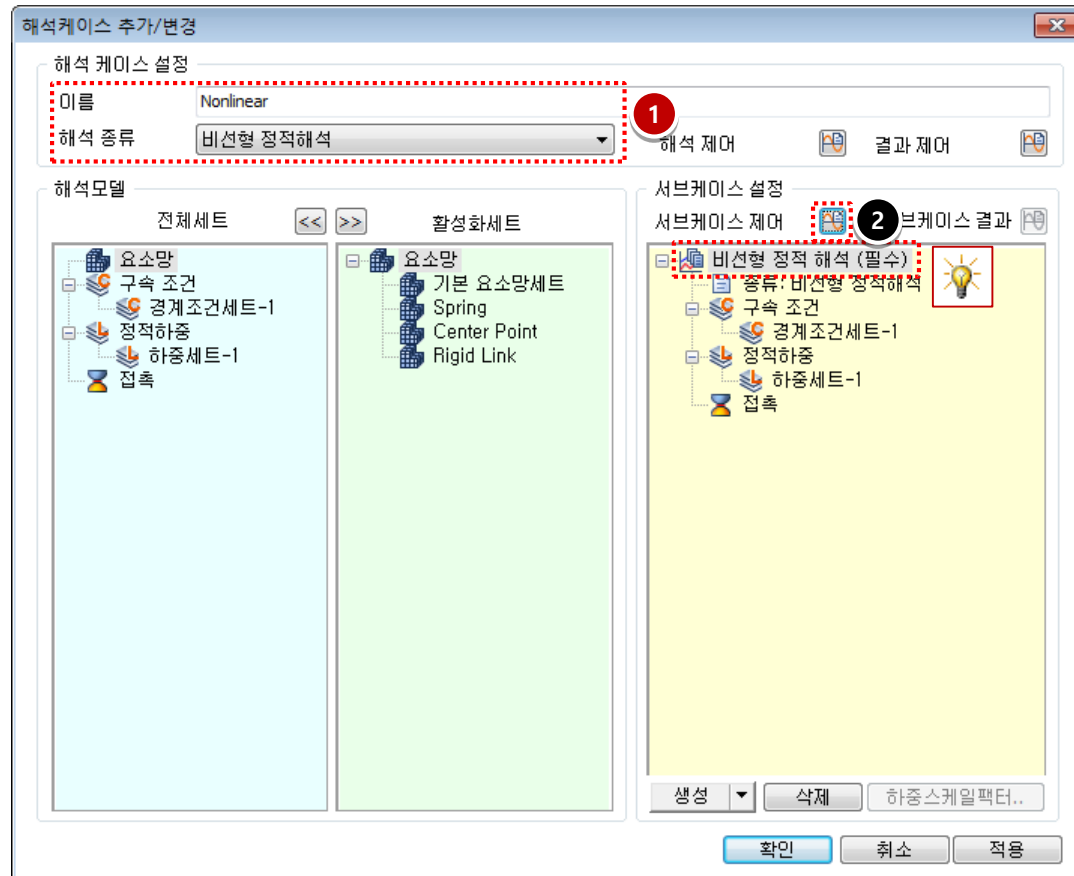 해석케이스 추가/변경
해석 케이스 설정
이름 Nonlinear
1
해석 종류 비선형 정적해석
해석 제어 결과 제어
해석모델
전체세트 << >> 활성화세트
요소망
구속 조건
경계조건세트-1
정적하중
하중세트-1
접촉
요소망
기본 요소망세트
Spring
Center Point
Rigid Link
서브케이스 설정
서브케이스 제어 2 브케이스 결과
비선형 정적 해석 (필수)
종류: 비선형 정적해석
구속 조건
경계조건세트-1
정적하중
하중세트-1
접촉
생성 삭제 하중스케일팩터..
확인 취소 적용